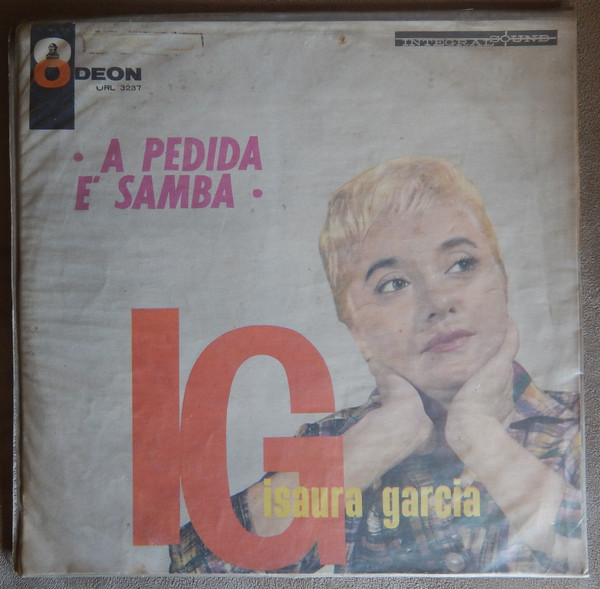 ODEON
URL 3237
INTEGRAL SOUND
• A PEDIDA
E' SAMBA •
IG
isaura garcia